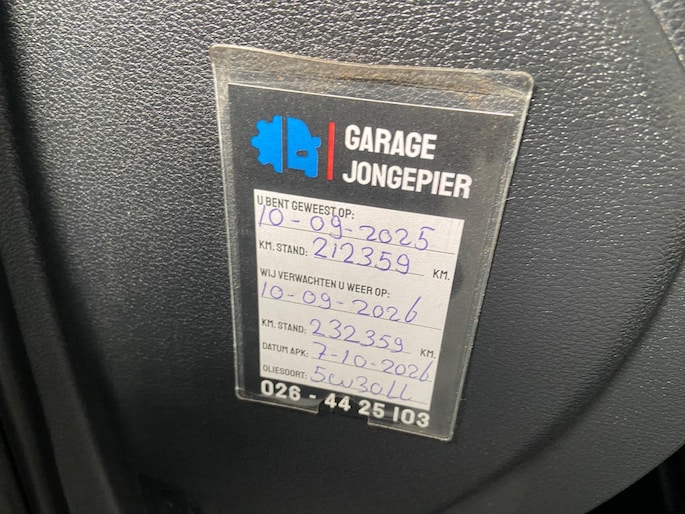 GARAGE
JONGEPIER
U BENT GEWEEST OP:
10-09-2025
KM. STAND: 212359 KM.
WIJ VERWACHTEN U WEER OP:
10-09-2026
KM. STAND: 232359 KM.
DATUM APK: 7-10-2026
OLIESOORT: 5w30LL
026 - 44 25 103